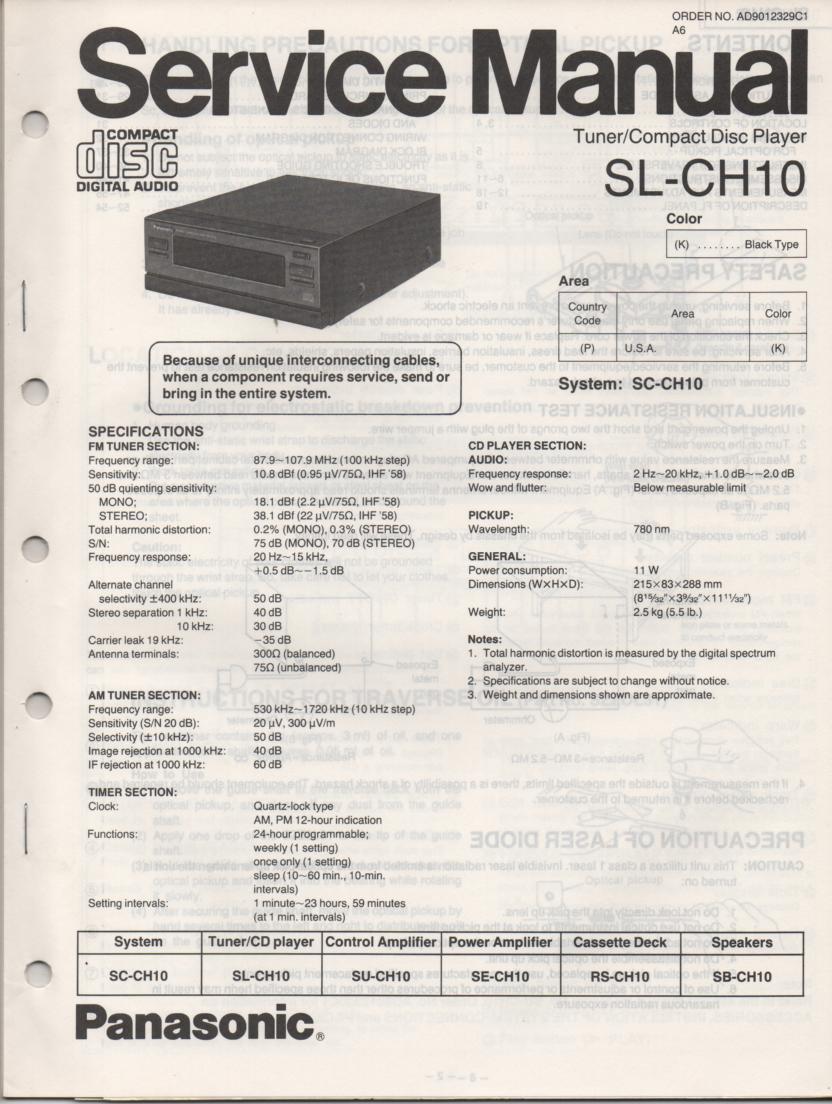 ORDER NO. AD9012329C1
A6
Service Manual
COMPACT
disc
DIGITAL AUDIO
Tuner/Compact Disc Player
SL-CH10
Color
(K) ........ Black Type
Area
Country Code Area Color
(P) U.S.A. (K)
System: SC-CH10
Because of unique interconnecting cables,
when a component requires service, send or
bring in the entire system.
SPECIFICATIONS
FM TUNER SECTION:
Frequency range: 87.9~107.9 MHz (100 kHz step)
Sensitivity: 10.8 dBf (0.95 μV/75Ω, IHF '58)
50 dB quienting sensitivity:
MONO; 18.1 dBf (2.2 μV/75Ω, IHF '58)
STEREO; 38.1 dBf (22 μV/75Ω, IHF '58)
Total harmonic distortion: 0.2% (MONO), 0.3% (STEREO)
S/N: 75 dB (MONO), 70 dB (STEREO)
Frequency response: 20 Hz~15 kHz,
+0.5 dB~−1.5 dB
Alternate channel
selectivity ±400 kHz: 50 dB
Stereo separation 1 kHz: 40 dB
10 kHz: 30 dB
Carrier leak 19 kHz: −35 dB
Antenna terminals: 300Ω (balanced)
75Ω (unbalanced)
AM TUNER SECTION:
Frequency range: 530 kHz~1720 kHz (10 kHz step)
Sensitivity (S/N 20 dB): 20 μV, 300 μV/m
Selectivity (±10 kHz): 50 dB
Image rejection at 1000 kHz: 40 dB
IF rejection at 1000 kHz: 60 dB
TIMER SECTION:
Clock: Quartz-lock type
AM, PM 12-hour indication
Functions: 24-hour programmable;
weekly (1 setting)
once only (1 setting)
sleep (10~60 min., 10-min.
intervals)
Setting intervals: 1 minute~23 hours, 59 minutes
(at 1 min. intervals)
CD PLAYER SECTION:
AUDIO:
Frequency response: 2 Hz~20 kHz, +1.0 dB~−2.0 dB
Wow and flutter: Below measurable limit
PICKUP:
Wavelength: 780 nm
GENERAL:
Power consumption: 11 W
Dimensions (W×H×D): 215×83×288 mm
(8 15/32"×3 9/32"×11 11/32")
Weight: 2.5 kg (5.5 lb.)
Notes:
1. Total harmonic distortion is measured by the digital spectrum
analyzer.
2. Specifications are subject to change without notice.
3. Weight and dimensions shown are approximate.
System Tuner/CD player Control Amplifier Power Amplifier Cassette Deck Speakers
SC-CH10 SL-CH10 SU-CH10 SE-CH10 RS-CH10 SB-CH10
Panasonic®